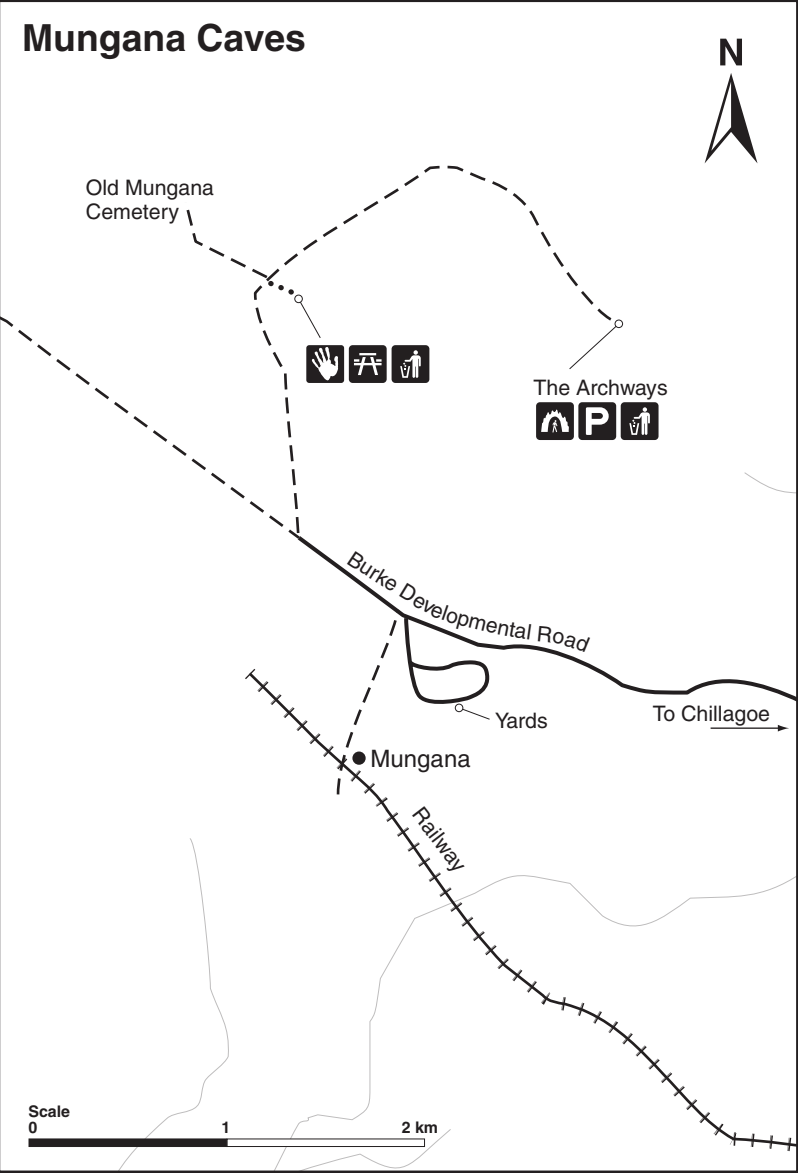 Mungana Caves
N
Old Mungana
Cemetery
The Archways
P
Burke Developmental Road
To Chillagoe
Yards
Mungana
Railway
Scale
0 1 2 km